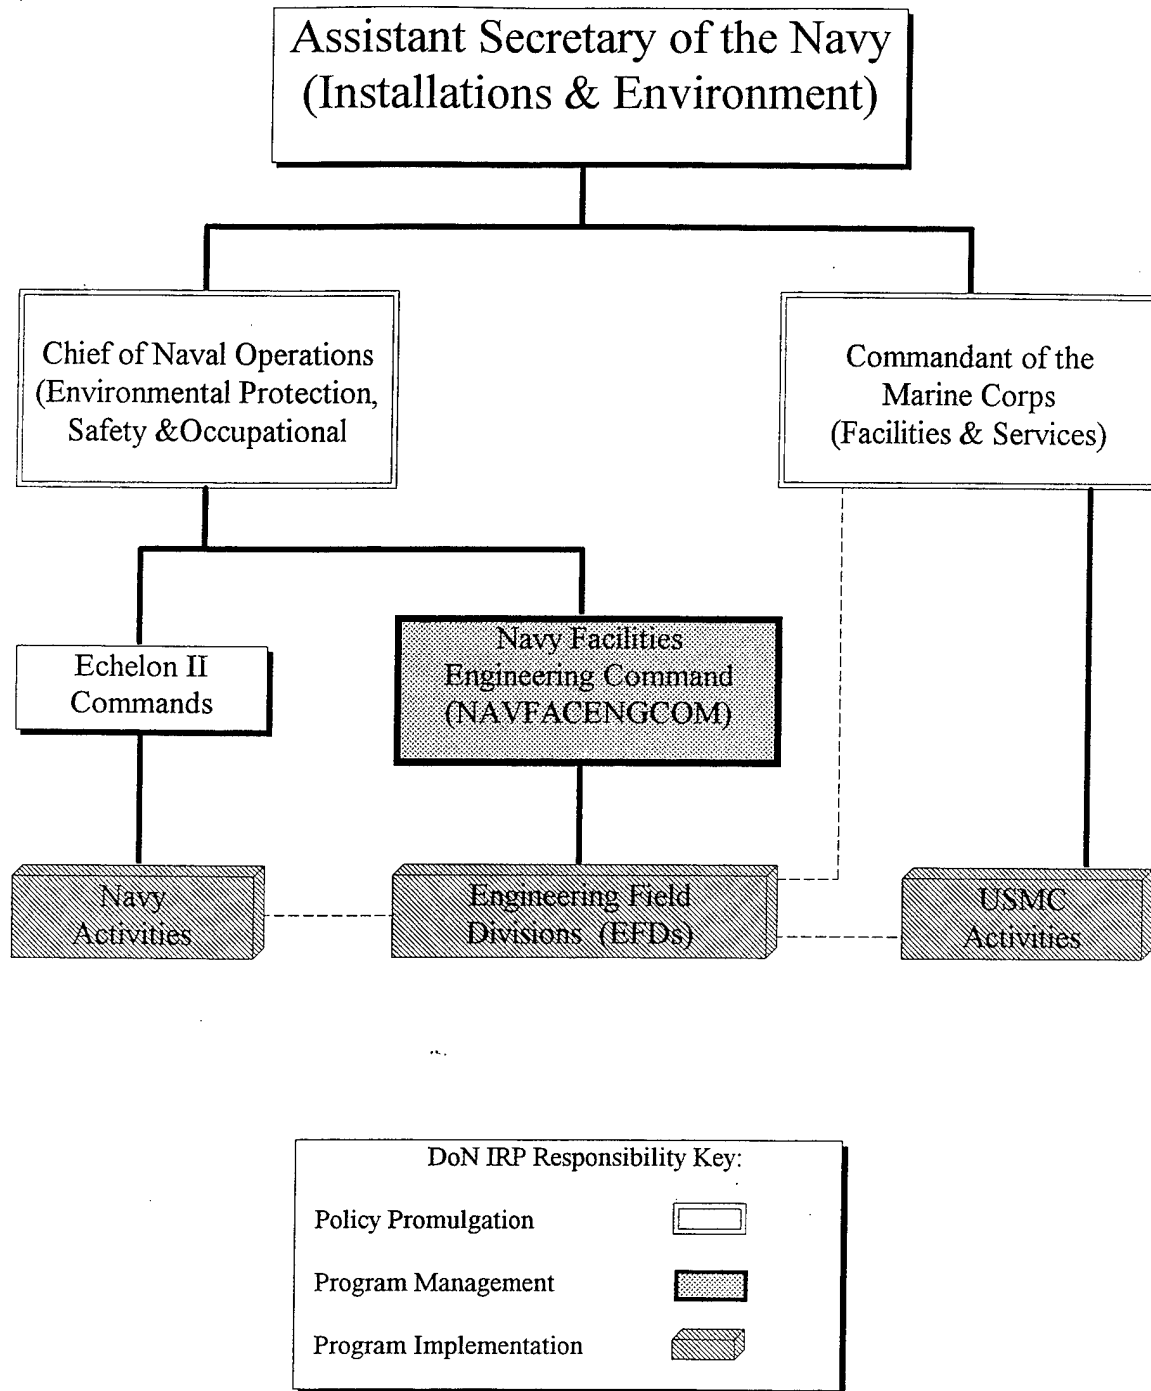 Assistant Secretary of the Navy
(Installations & Environment)
Chief of Naval Operations
(Environmental Protection,
Safety &Occupational
Commandant of the
Marine Corps
(Facilities & Services)
Echelon II
Commands
Navy Facilities
Engineering Command
(NAVFACENGCOM)
Navy
Activities
Engineering Field
Divisions (EFDs)
USMC
Activities
DoN IRP Responsibility Key:
Policy Promulgation
Program Management
Program Implementation